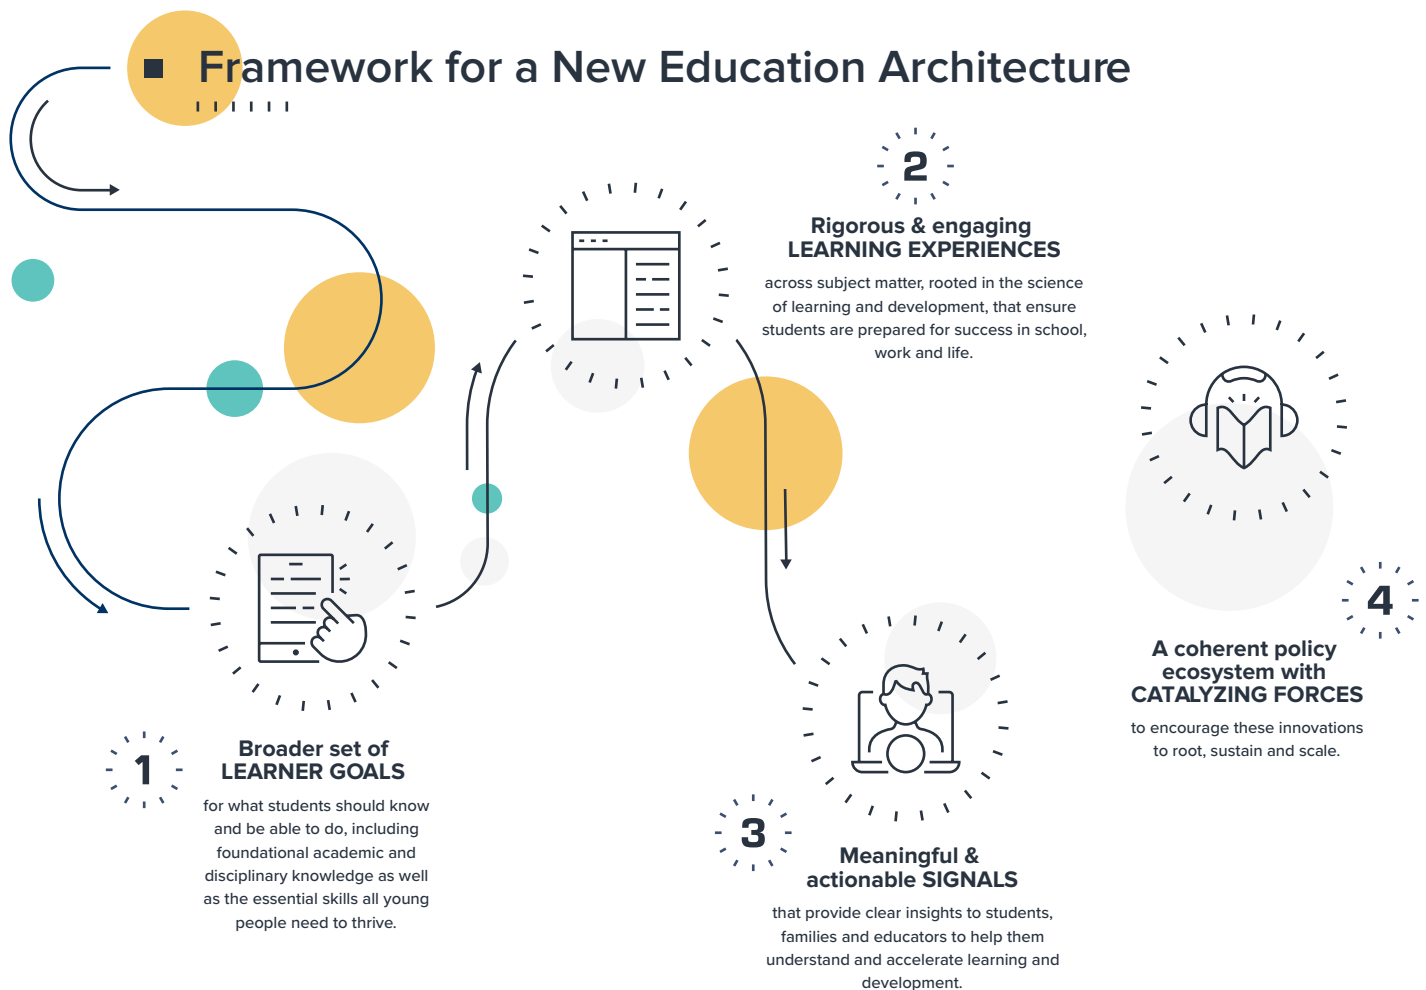 Framework for a New Education Architecture
1
Broader set of
LEARNER GOALS
for what students should know
and be able to do, including
foundational academic and
disciplinary knowledge as well
as the essential skills all young
people need to thrive.
2
Rigorous & engaging
LEARNING EXPERIENCES
across subject matter, rooted in the science
of learning and development, that ensure
students are prepared for success in school,
work and life.
3
Meaningful &
actionable SIGNALS
that provide clear insights to students,
families and educators to help them
understand and accelerate learning and
development.
4
A coherent policy
ecosystem with
CATALYZING FORCES
to encourage these innovations
to root, sustain and scale.